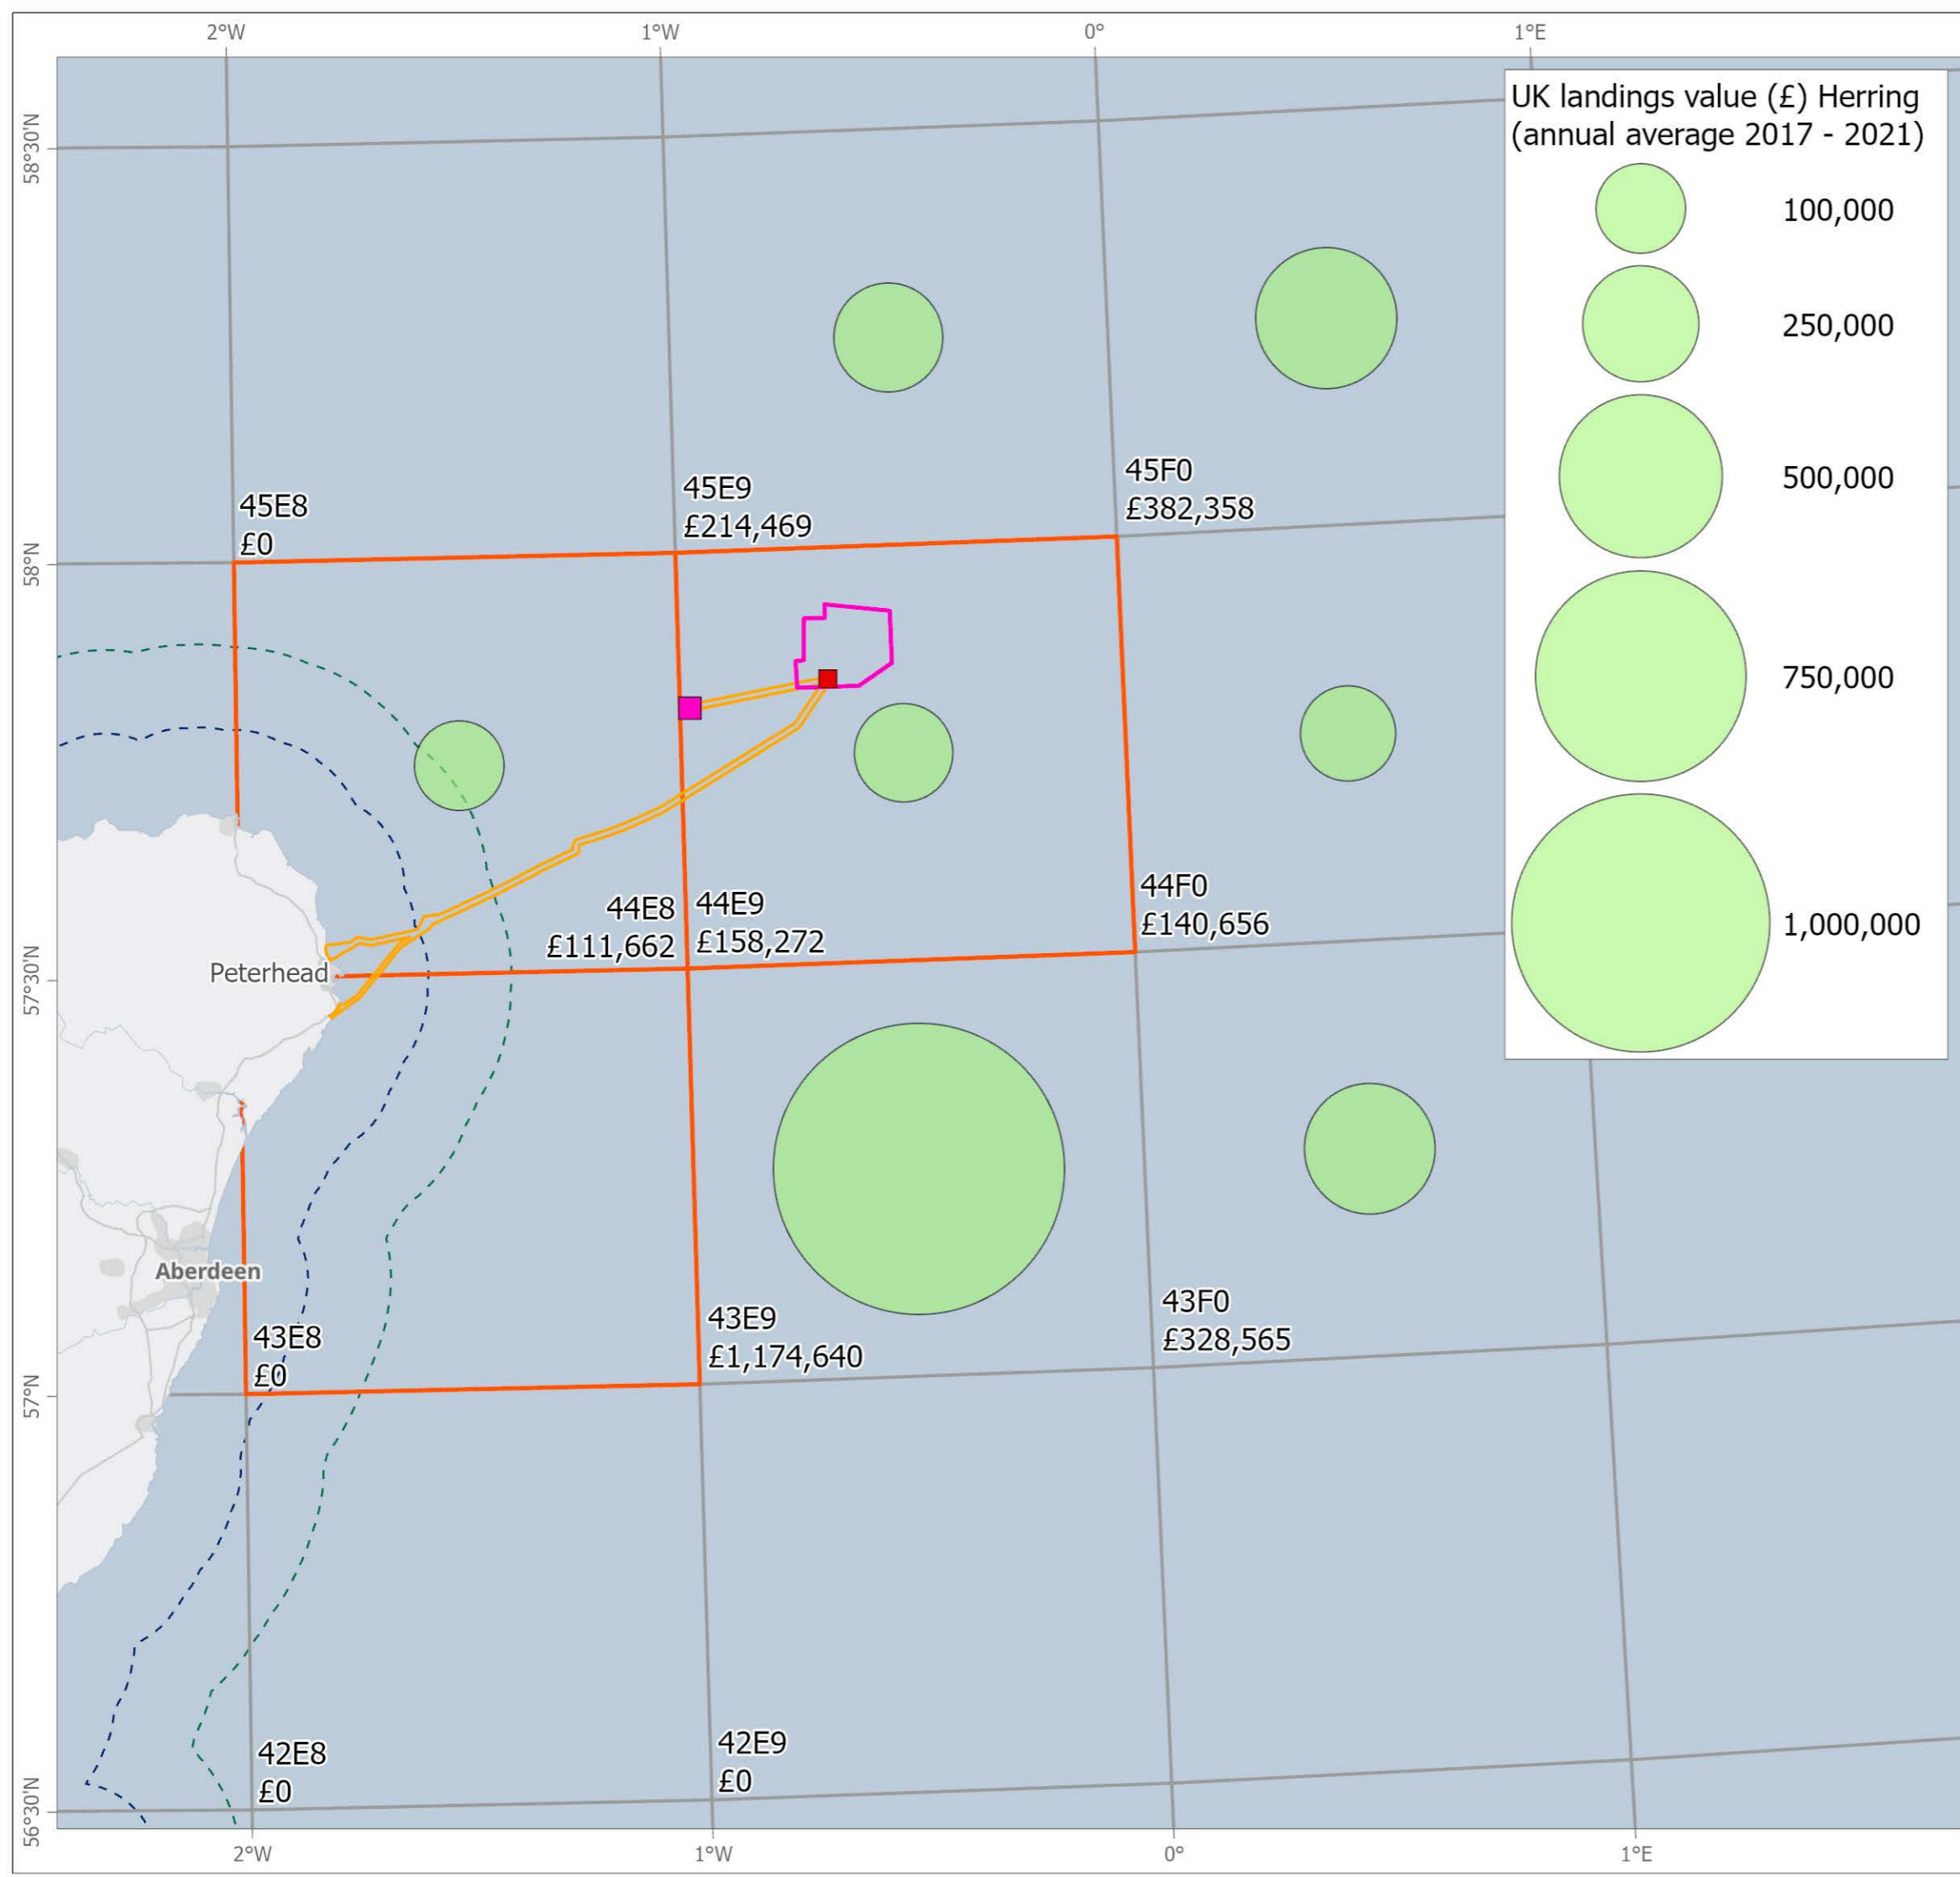 2°W
1°W
0°
1°E
58°30'N
58°N
57°30'N
57°N
56°30'N
UK landings value (£) Herring
(annual average 2017 - 2021)
100,000
250,000
500,000
750,000
1,000,000
45E8
£0
45E9
£214,469
45F0
£382,358
44E8
£111,662
44E9
£158,272
44F0
£140,656
Peterhead
Aberdeen
43E8
£0
43E9
£1,174,640
43F0
£328,565
42E8
£0
42E9
£0
2°W
1°W
0°
1°E